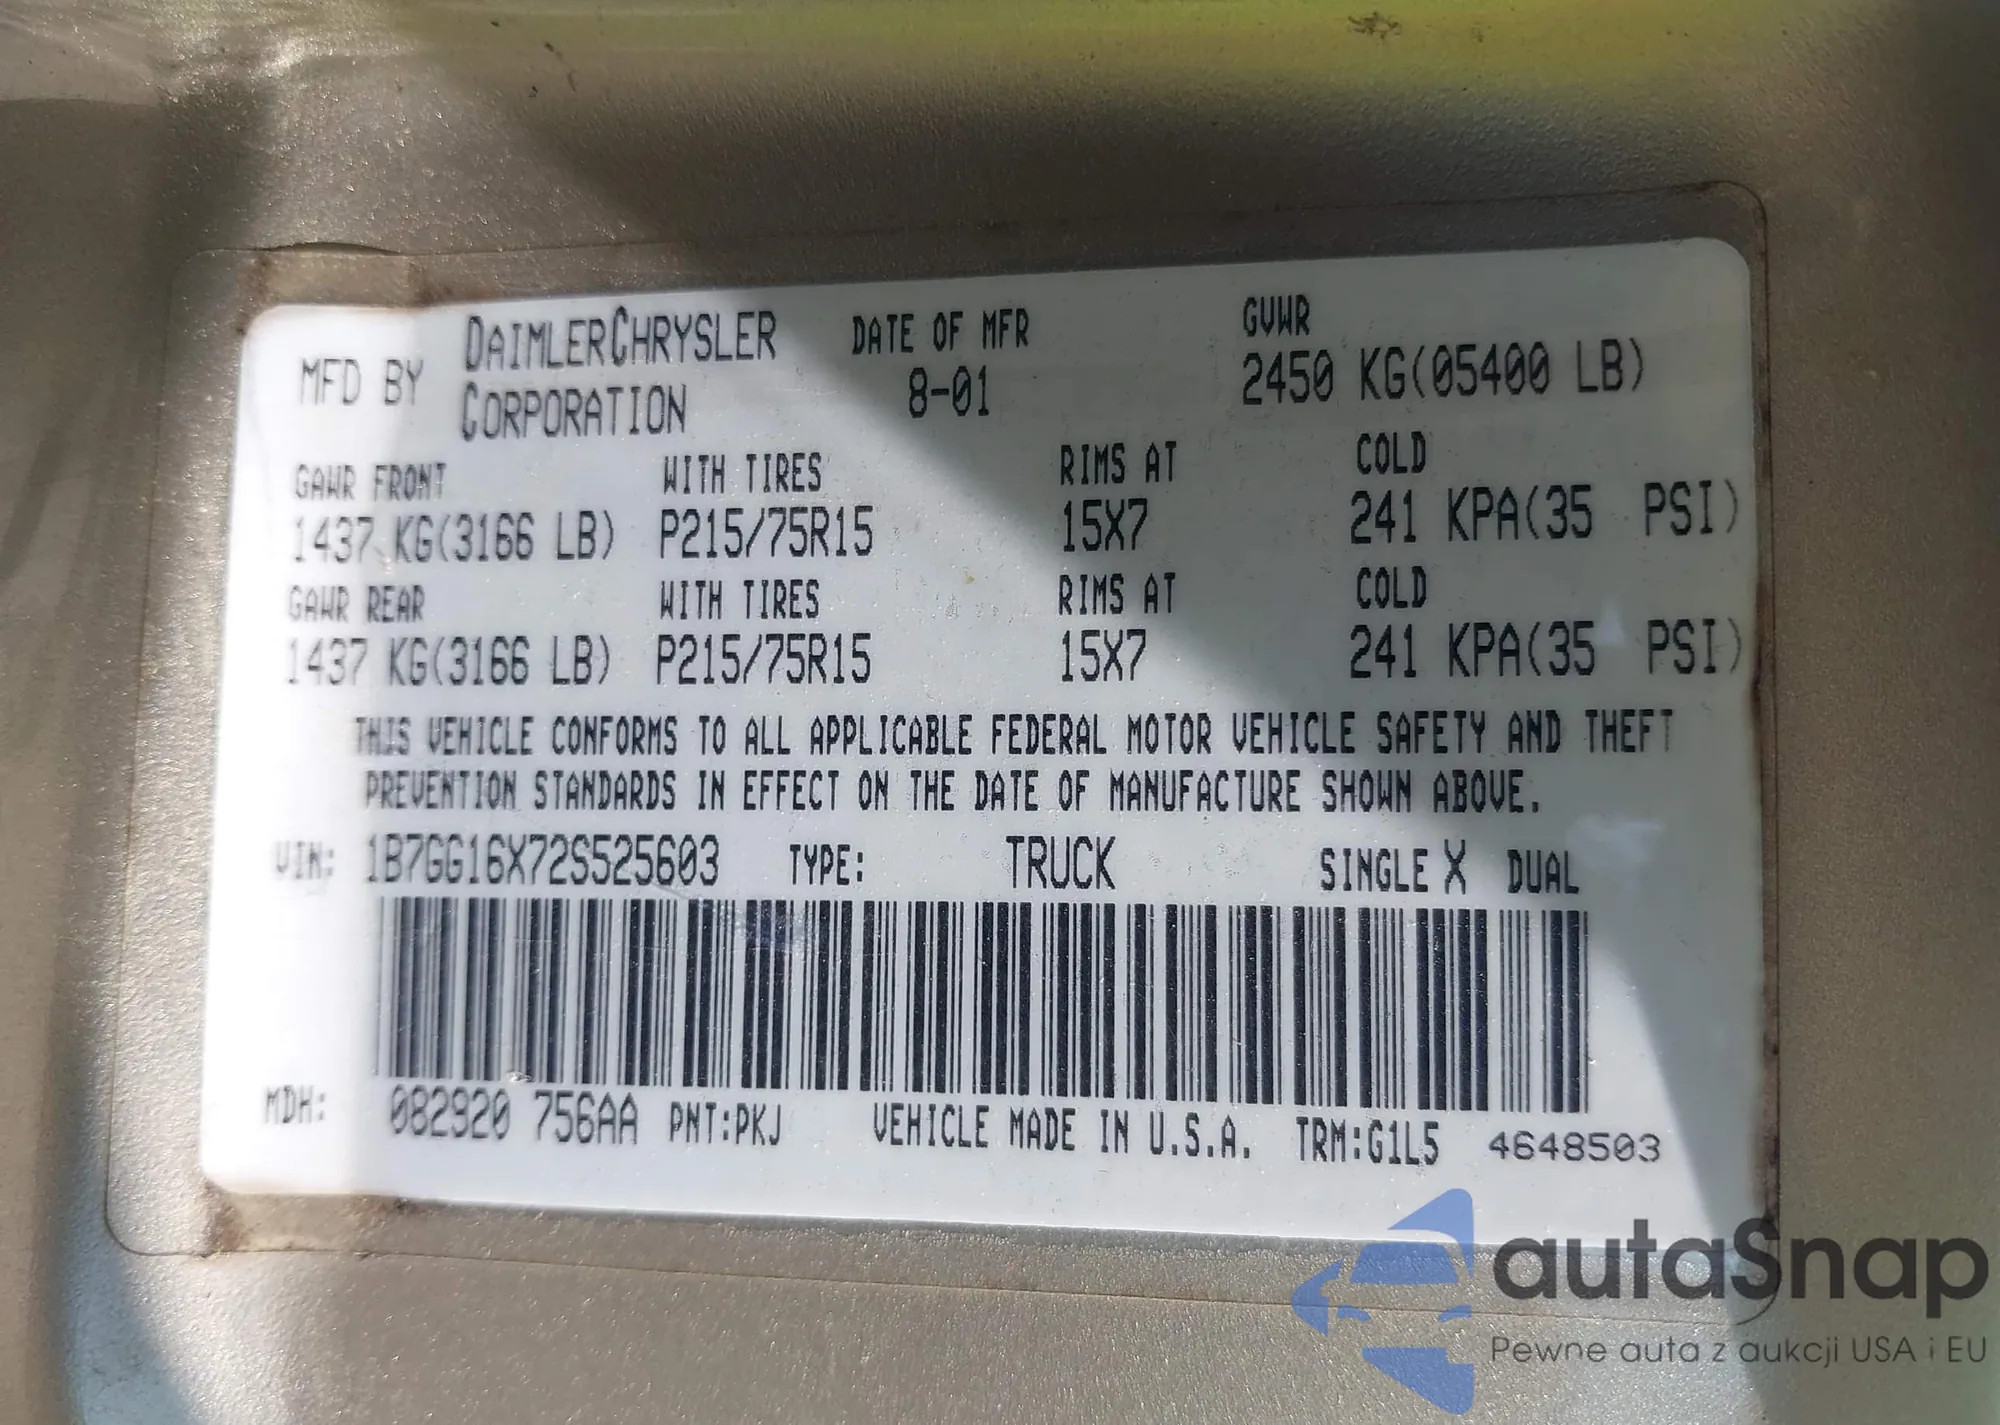 MFD BY DAIMLERCHRYSLER CORPORATION DATE OF MFR 8-01 GVWR 2450 KG(05400 LB)
GAWR FRONT WITH TIRES RIMS AT COLD
1437 KG(3166 LB) P215/75R15 15X7 241 KPA(35 PSI)
GAWR REAR WITH TIRES RIMS AT COLD
1437 KG(3166 LB) P215/75R15 15X7 241 KPA(35 PSI)
THIS VEHICLE CONFORMS TO ALL APPLICABLE FEDERAL MOTOR VEHICLE SAFETY AND THEFT
PREVENTION STANDARDS IN EFFECT ON THE DATE OF MANUFACTURE SHOWN ABOVE.
VIN: 1B7GG16X72S525603 TYPE: TRUCK SINGLE X DUAL
MDH: 082920 756AA PNT:PKJ VEHICLE MADE IN U.S.A. TRM:G1L5 4648503
autaSnap
Pewne auta z aukcji USA i EU